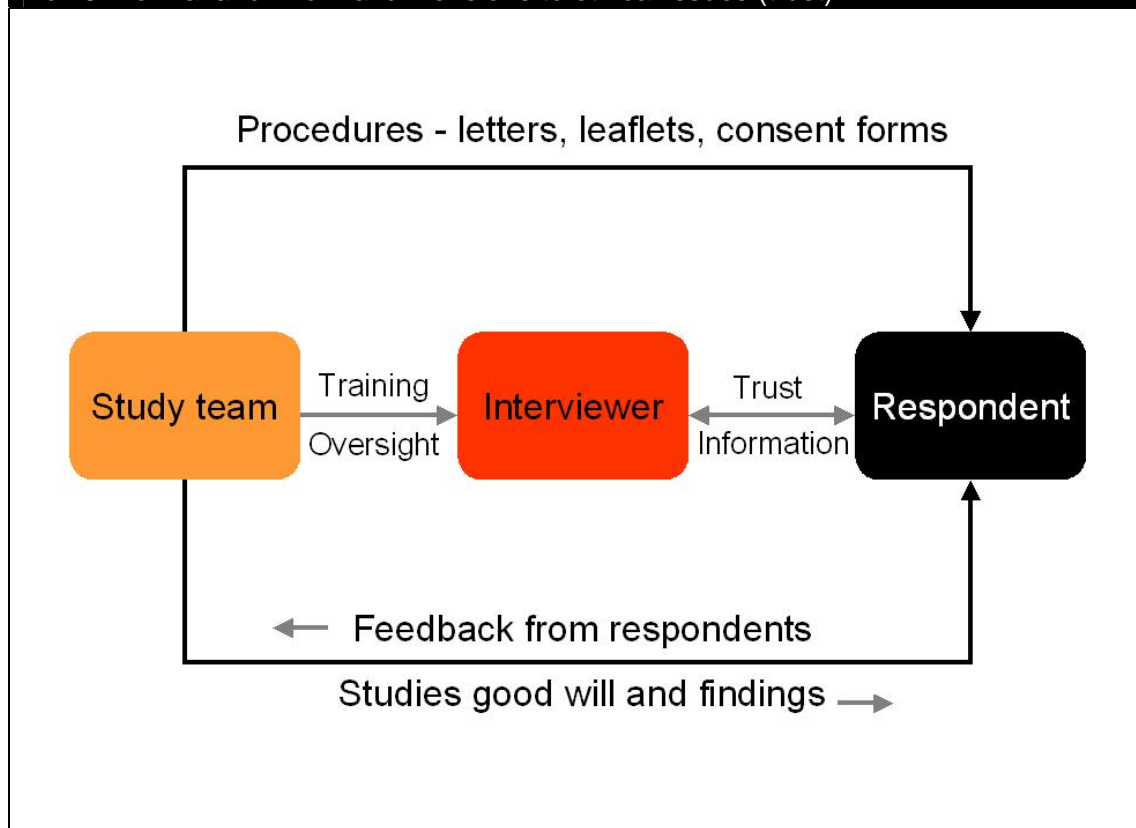 (trust)
Procedures - letters, leaflets, consent forms
Study team
Training
Oversight
Interviewer
Trust
Information
Respondent
Feedback from respondents
Studies good will and findings